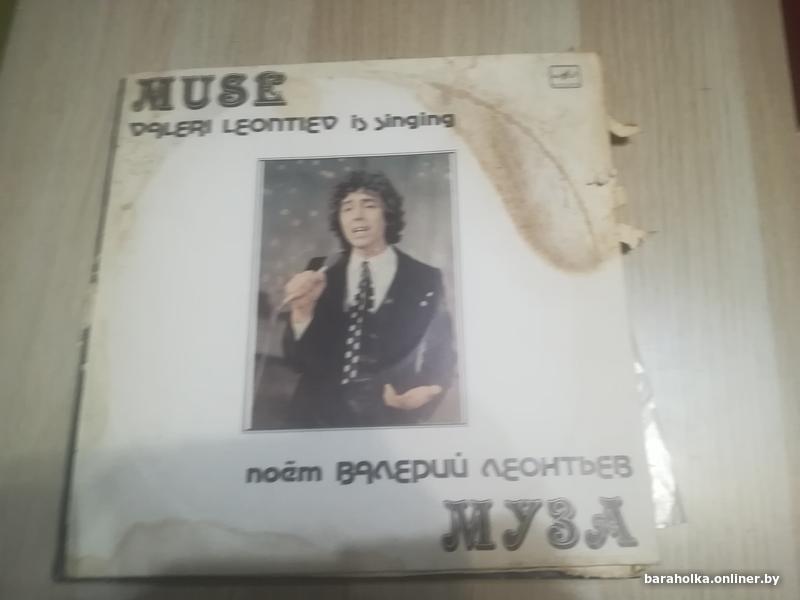 MUSE
VALERI LEONTIEV is singing
поёт ВАЛЕРИЙ ЛЕОНТЬЕВ
МУЗА
baraholka.onliner.by